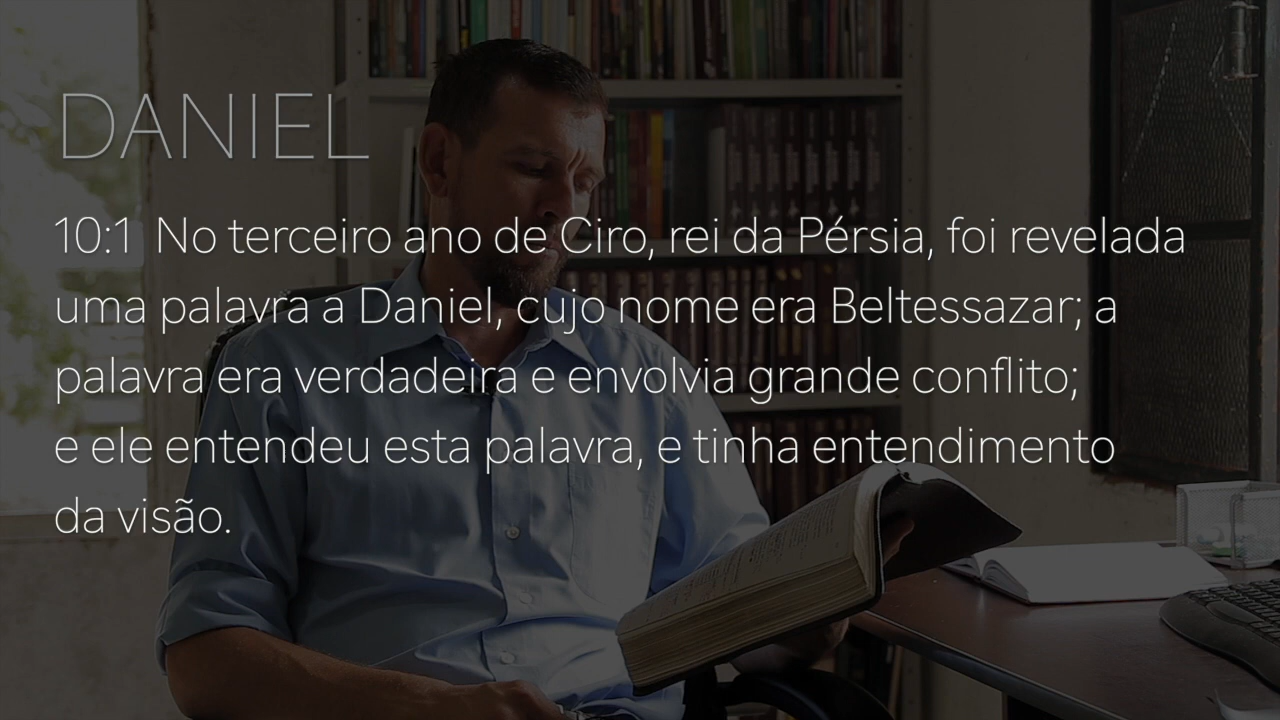 DANIEL
10:1 No terceiro ano de Ciro, rei da Pérsia, foi revelada
uma palavra a Daniel, cujo nome era Beltessazar; a
palavra era verdadeira e envolvia grande conflito;
e ele entendeu esta palavra, e tinha entendimento
da visão.